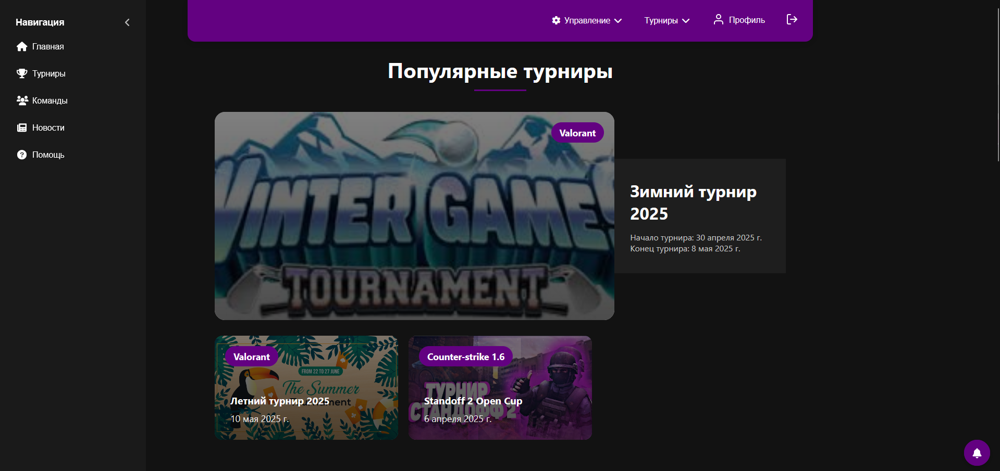 Навигация
Главная
Турниры
Команды
Новости
Помощь
Управление
Турниры
Профиль
Популярные турниры
Valorant
WINTER GAMES
TOURNAMENT
Зимний турнир
2025
Начало турнира: 30 апреля 2025 г.
Конец турнира: 8 мая 2025 г.
Valorant
FROM 22 TO 27 JUNE
The Summer
Tournament
Летний турнир 2025
10 мая 2025 г.
Counter-strike 1.6
ТУРНИР
СТАНДОФФ 2
Standoff 2 Open Cup
6 апреля 2025 г.